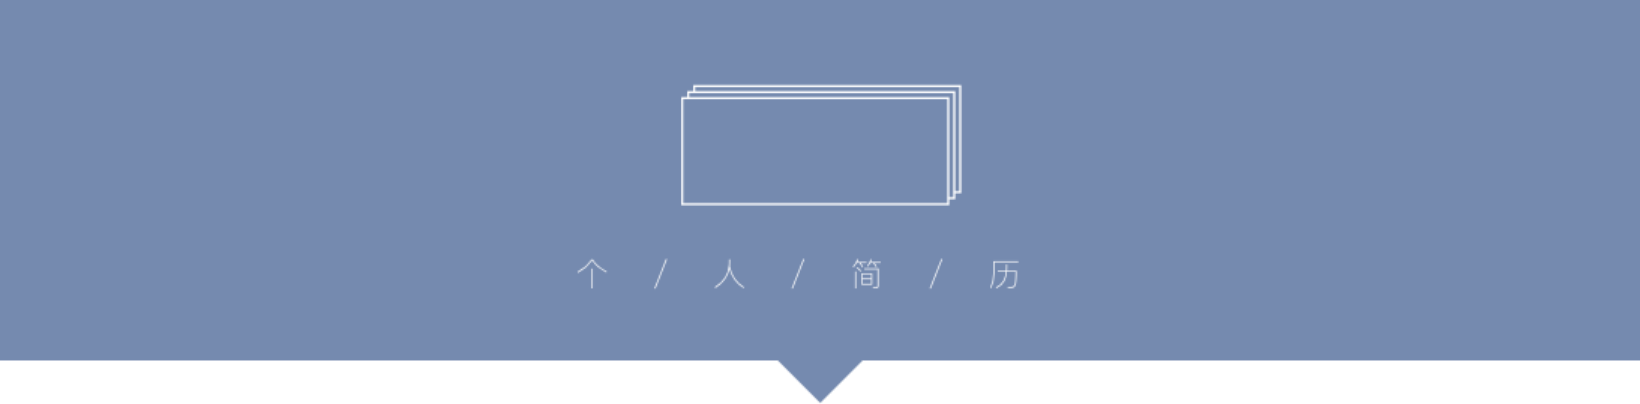 个 / 人 / 简 / 历